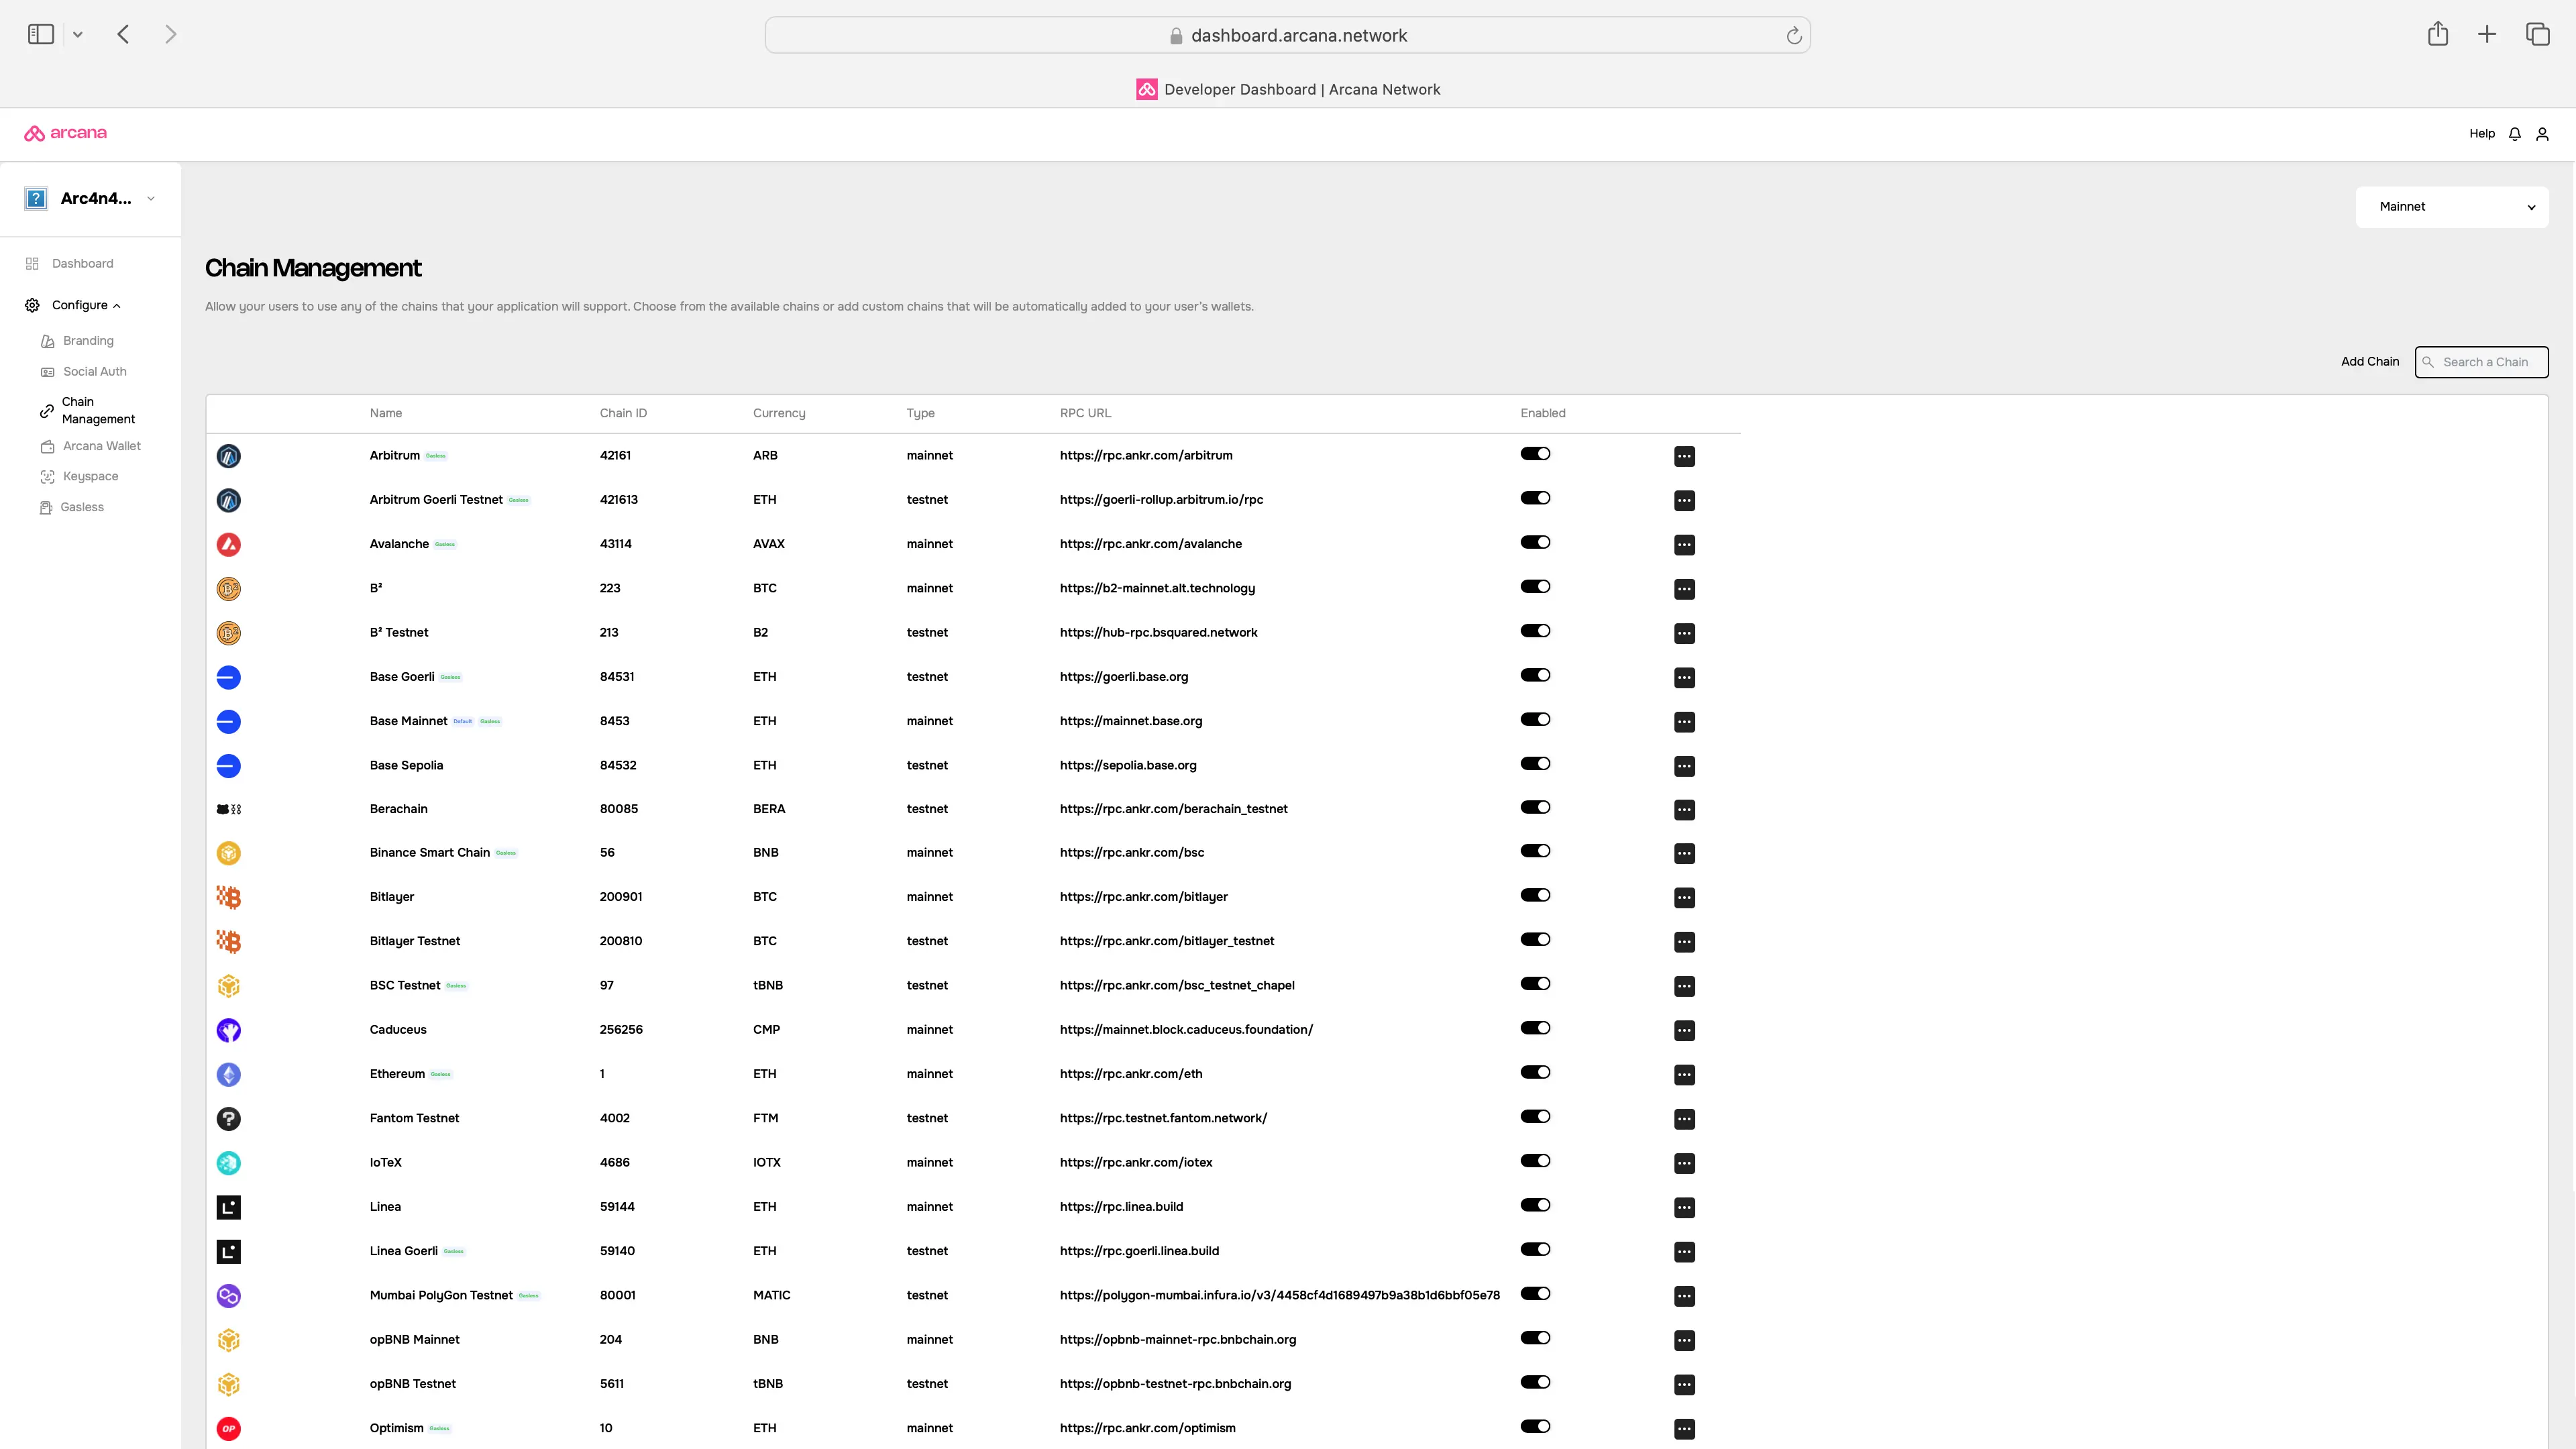 dashboard.arcana.network
Developer Dashboard | Arcana Network
arcana
Help
Arc4n4...
Mainnet
Dashboard
Configure
Branding
Social Auth
Chain
Management
Arcana Wallet
Keyspace
Gasless
Chain Management
Allow your users to use any of the chains that your application will support. Choose from the available chains or add custom chains that will be automatically added to your user's wallets.
Add Chain
Search a Chain
Name Chain ID Currency Type RPC URL Enabled
Arbitrum Gasless 42161 ARB mainnet https://rpc.ankr.com/arbitrum
Arbitrum Goerli Testnet Gasless 421613 ETH testnet https://goerli-rollup.arbitrum.io/rpc
Avalanche Gasless 43114 AVAX mainnet https://rpc.ankr.com/avalanche
B² 223 BTC mainnet https://b2-mainnet.alt.technology
B² Testnet 213 B2 testnet https://hub-rpc.bsquared.network
Base Goerli Gasless 84531 ETH testnet https://goerli.base.org
Base Mainnet Default Gasless 8453 ETH mainnet https://mainnet.base.org
Base Sepolia 84532 ETH testnet https://sepolia.base.org
Berachain 80085 BERA testnet https://rpc.ankr.com/berachain_testnet
Binance Smart Chain Gasless 56 BNB mainnet https://rpc.ankr.com/bsc
Bitlayer 200901 BTC mainnet https://rpc.ankr.com/bitlayer
Bitlayer Testnet 200810 BTC testnet https://rpc.ankr.com/bitlayer_testnet
BSC Testnet Gasless 97 tBNB testnet https://rpc.ankr.com/bsc_testnet_chapel
Caduceus 256256 CMP mainnet https://mainnet.block.caduceus.foundation/
Ethereum Gasless 1 ETH mainnet https://rpc.ankr.com/eth
Fantom Testnet 4002 FTM testnet https://rpc.testnet.fantom.network/
IoTeX 4686 IOTX mainnet https://rpc.ankr.com/iotex
Linea 59144 ETH mainnet https://rpc.linea.build
Linea Goerli Gasless 59140 ETH testnet https://rpc.goerli.linea.build
Mumbai PolyGon Testnet Gasless 80001 MATIC testnet https://polygon-mumbai.infura.io/v3/4458cf4d1689497b9a38b1d6bbf05e78
opBNB Mainnet 204 BNB mainnet https://opbnb-mainnet-rpc.bnbchain.org
opBNB Testnet 5611 tBNB testnet https://opbnb-testnet-rpc.bnbchain.org
OP Optimism Gasless 10 ETH mainnet https://rpc.ankr.com/optimism